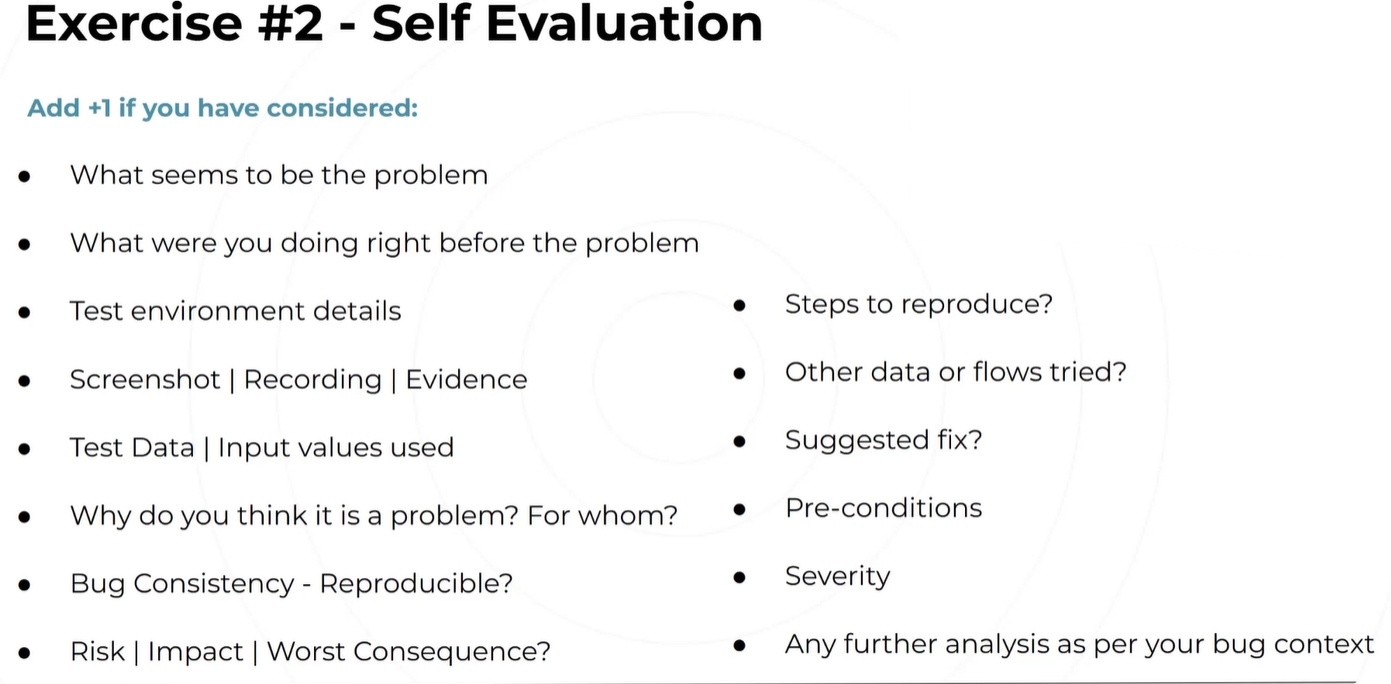 Exercise #2 - Self Evaluation
Add +1 if you have considered:
● What seems to be the problem
● What were you doing right before the problem
● Test environment details
● Screenshot | Recording | Evidence
● Test Data | Input values used
● Why do you think it is a problem? For whom?
● Bug Consistency - Reproducible?
● Risk | Impact | Worst Consequence?
● Steps to reproduce?
● Other data or flows tried?
● Suggested fix?
● Pre-conditions
● Severity
● Any further analysis as per your bug context